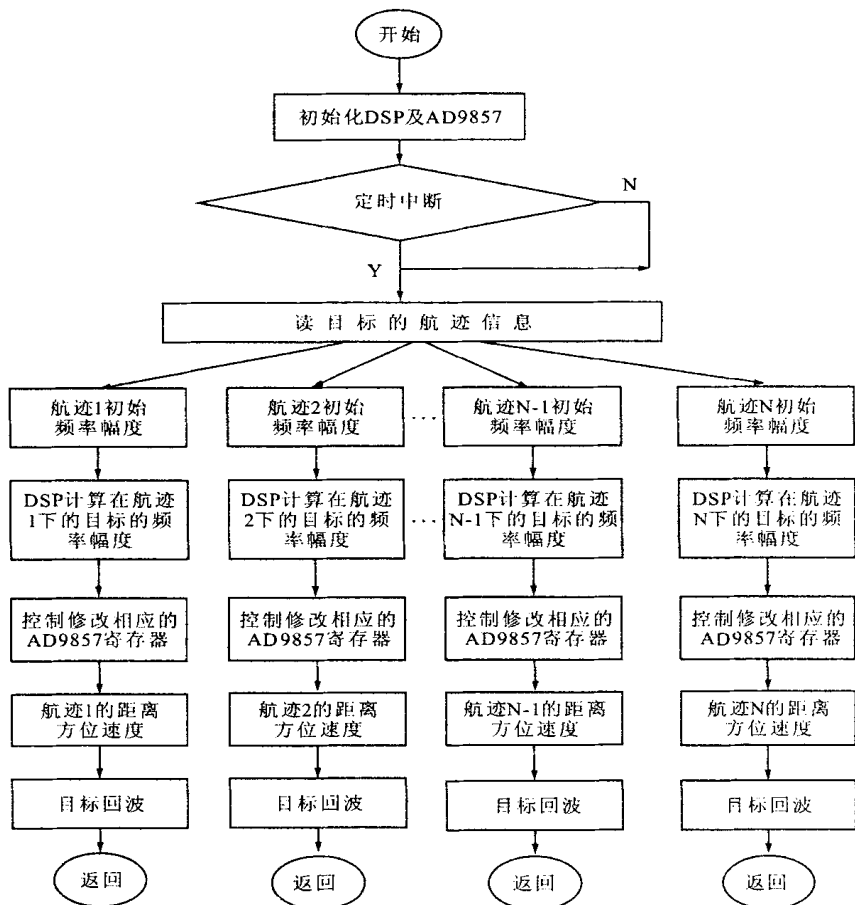 开始
初始化DSP及AD9857
定时中断
N
Y
读目标的航迹信息
航迹1初始
频率幅度
航迹2初始
频率幅度
...
航迹N-1初始
频率幅度
航迹N初始
频率幅度
DSP计算在航迹
1下的目标的频
率幅度
DSP计算在航迹
2下的目标的频
率幅度
...
DSP计算在航迹
N-1下的目标的频
率幅度
DSP计算在航迹
N下的目标的频
率幅度
控制修改相应的
AD9857寄存器
控制修改相应的
AD9857寄存器
控制修改相应的
AD9857寄存器
控制修改相应的
AD9857寄存器
航迹1的距离
方位速度
航迹2的距离
方位速度
航迹N-1的距离
方位速度
航迹N的距离
方位速度
目标回波
目标回波
目标回波
目标回波
返回
返回
返回
返回